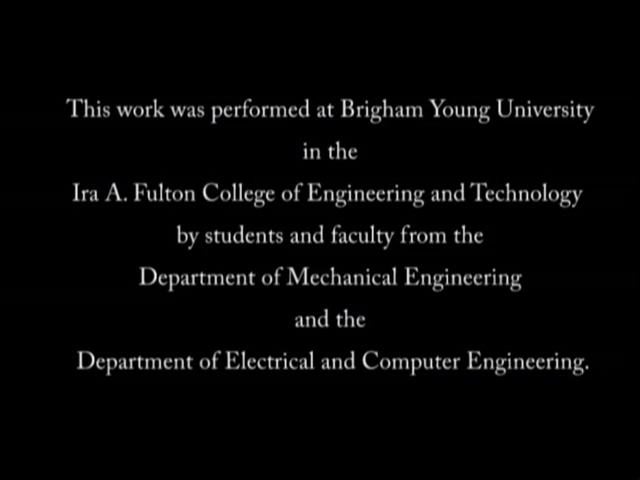 This work was performed at Brigham Young University
in the
Ira A. Fulton College of Engineering and Technology
by students and faculty from the
Department of Mechanical Engineering
and the
Department of Electrical and Computer Engineering.